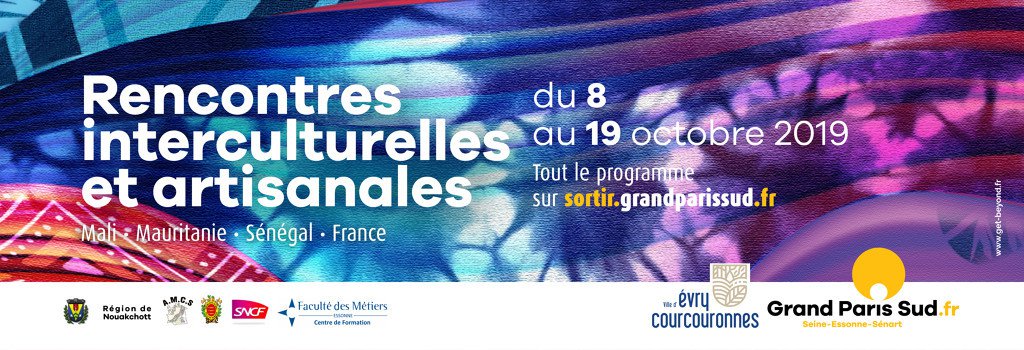 Rencontres
interculturelles
et artisanales
Mali • Mauritanie • Sénégal • France
du 8
au 19 octobre 2019
Tout le programme
sur sortir.grandparissud.fr
www.get-beyond.fr
Région de
Nouakchott
A.M.C.S
SNCF
Faculté des Métiers
ESSONNE
Centre de Formation
Ville d'évry
courcouronnes
Grand Paris Sud.fr
Seine-Essonne-Sénart